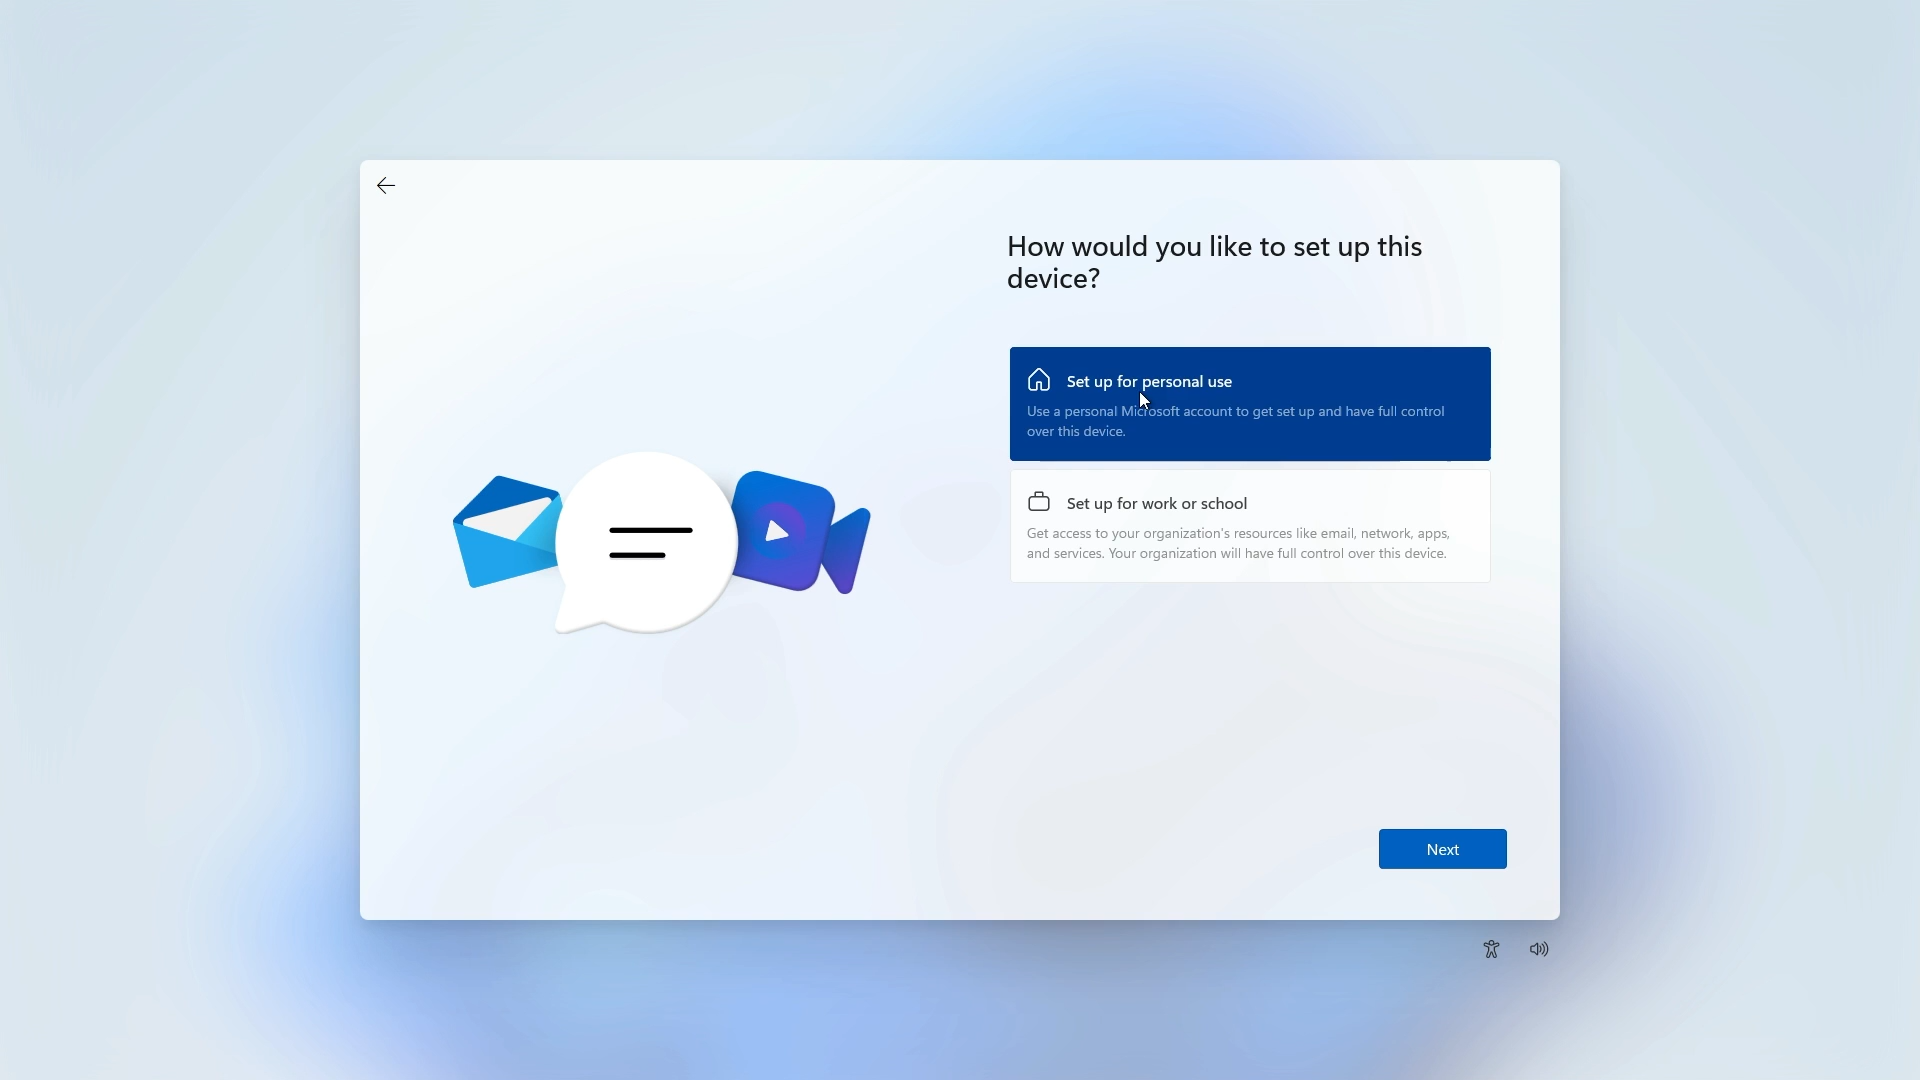 How would you like to set up this
device?
Set up for personal use
Use a personal Microsoft account to get set up and have full control
over this device.
Set up for work or school
Get access to your organization's resources like email, network, apps,
and services. Your organization will have full control over this device.
Next